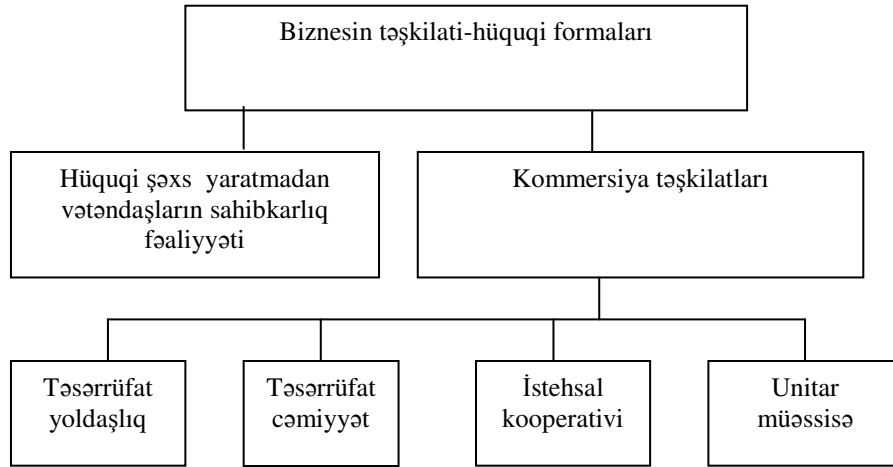 Biznesin təşkilati-hüquqi formaları
Hüquqi şəxs yaratmadan
vətəndaşların sahibkarlıq
fəaliyyəti
Kommersiya təşkilatları
Təsərrüfat
yoldaşlıq
Təsərrüfat
cəmiyyət
İstehsal
kooperativi
Unitar
müəssisə